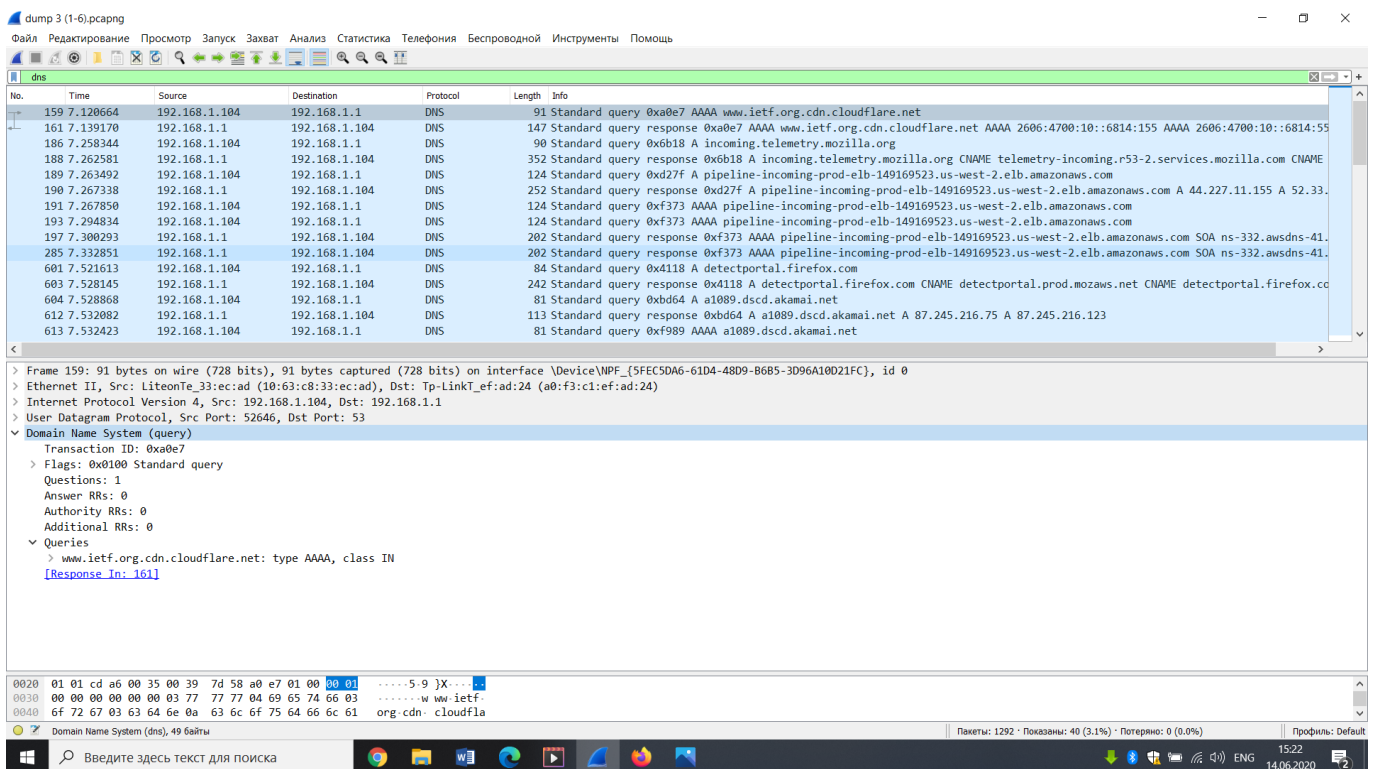 dump 3 (1-6).pcapng
Файл Редактирование Просмотр Запуск Захват Анализ Статистика Телефония Беспроводной Инструменты Помощь
dns
No. Time Source Destination Protocol Length Info
159 7.120664 192.168.1.104 192.168.1.1 DNS 91 Standard query 0xa0e7 AAAA www.ietf.org.cdn.cloudflare.net
161 7.139170 192.168.1.1 192.168.1.104 DNS 147 Standard query response 0xa0e7 AAAA www.ietf.org.cdn.cloudflare.net AAAA 2606:4700:10::6814:155 AAAA 2606:4700:10::6814:55
186 7.258344 192.168.1.104 192.168.1.1 DNS 90 Standard query 0x6b18 A incoming.telemetry.mozilla.org
188 7.262581 192.168.1.1 192.168.1.104 DNS 352 Standard query response 0x6b18 A incoming.telemetry.mozilla.org CNAME telemetry-incoming.r53-2.services.mozilla.com CNAME
189 7.263492 192.168.1.104 192.168.1.1 DNS 124 Standard query 0xd27f A pipeline-incoming-prod-elb-149169523.us-west-2.elb.amazonaws.com
190 7.267338 192.168.1.1 192.168.1.104 DNS 252 Standard query response 0xd27f A pipeline-incoming-prod-elb-149169523.us-west-2.elb.amazonaws.com A 44.227.11.155 A 52.33.
191 7.267850 192.168.1.104 192.168.1.1 DNS 124 Standard query 0xf373 AAAA pipeline-incoming-prod-elb-149169523.us-west-2.elb.amazonaws.com
193 7.294834 192.168.1.104 192.168.1.1 DNS 124 Standard query 0xf373 AAAA pipeline-incoming-prod-elb-149169523.us-west-2.elb.amazonaws.com
197 7.300293 192.168.1.1 192.168.1.104 DNS 202 Standard query response 0xf373 AAAA pipeline-incoming-prod-elb-149169523.us-west-2.elb.amazonaws.com SOA ns-332.awsdns-41.
285 7.332851 192.168.1.1 192.168.1.104 DNS 202 Standard query response 0xf373 AAAA pipeline-incoming-prod-elb-149169523.us-west-2.elb.amazonaws.com SOA ns-332.awsdns-41.
601 7.521613 192.168.1.104 192.168.1.1 DNS 84 Standard query 0x4118 A detectportal.firefox.com
603 7.528145 192.168.1.1 192.168.1.104 DNS 242 Standard query response 0x4118 A detectportal.firefox.com CNAME detectportal.prod.mozaws.net CNAME detectportal.firefox.co
604 7.528868 192.168.1.104 192.168.1.1 DNS 81 Standard query 0xbd64 A a1089.dscd.akamai.net
612 7.532082 192.168.1.1 192.168.1.104 DNS 113 Standard query response 0xbd64 A a1089.dscd.akamai.net A 87.245.216.75 A 87.245.216.123
613 7.532423 192.168.1.104 192.168.1.1 DNS 81 Standard query 0xf989 AAAA a1089.dscd.akamai.net
Frame 159: 91 bytes on wire (728 bits), 91 bytes captured (728 bits) on interface \Device\NPF_{5FEC5DA6-61D4-48D9-B6B5-3D96A10D21FC}, id 0
Ethernet II, Src: LiteonTe_33:ec:ad (10:63:c8:33:ec:ad), Dst: Tp-LinkT_ef:ad:24 (a0:f3:c1:ef:ad:24)
Internet Protocol Version 4, Src: 192.168.1.104, Dst: 192.168.1.1
User Datagram Protocol, Src Port: 52646, Dst Port: 53
Domain Name System (query)
Transaction ID: 0xa0e7
Flags: 0x0100 Standard query
Questions: 1
Answer RRs: 0
Authority RRs: 0
Additional RRs: 0
Queries
www.ietf.org.cdn.cloudflare.net: type AAAA, class IN
[Response In: 161]
0020 01 01 cd a6 00 35 00 39 7d 58 a0 e7 01 00 00 01 ·····5·9 }X······
0030 00 00 00 00 00 00 03 77 77 77 04 69 65 74 66 03 ·······w ww·ietf·
0040 6f 72 67 03 63 64 6e 0a 63 6c 6f 75 64 66 6c 61 org·cdn· cloudfla
Domain Name System (dns), 49 байты Пакеты: 1292 · Показаны: 40 (3.1%) · Потеряно: 0 (0.0%) Профиль: Default
Введите здесь текст для поиска ENG 15:22
14.06.2020 2